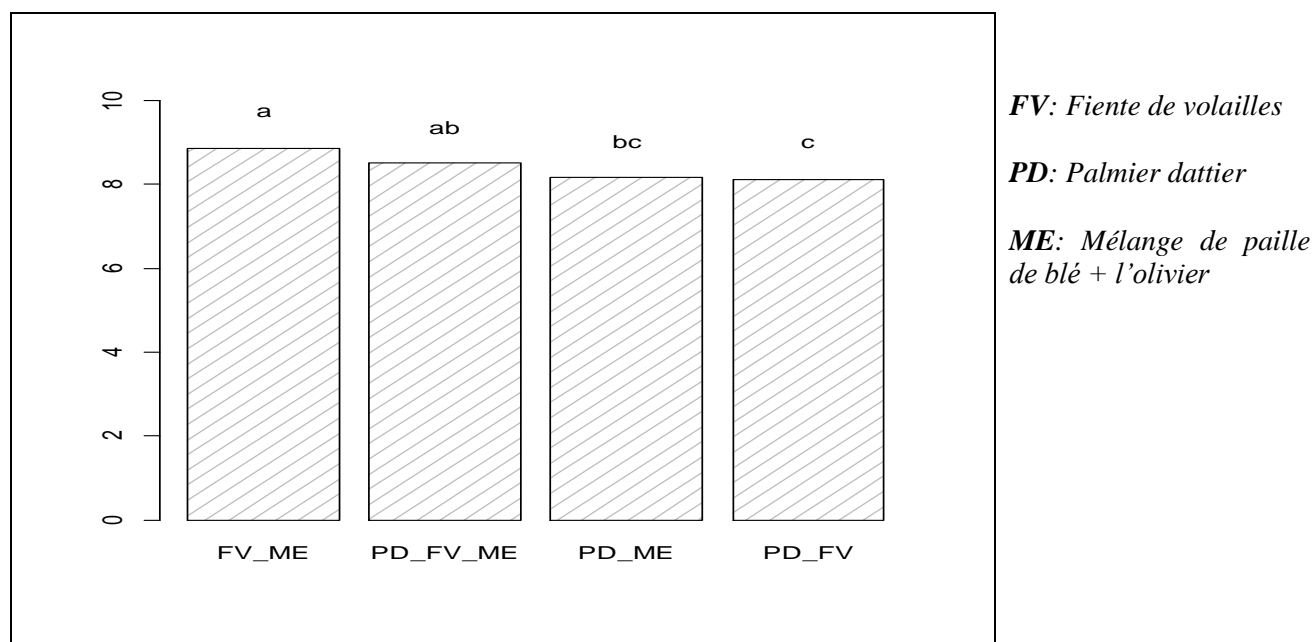 10
8
6
4
2
0
a
ab
bc
c
FV_ME
PD_FV_ME
PD_ME
PD_FV
FV: Fiente de volailles
PD: Palmier dattier
ME: Mélange de paille
de blé + l’olivier